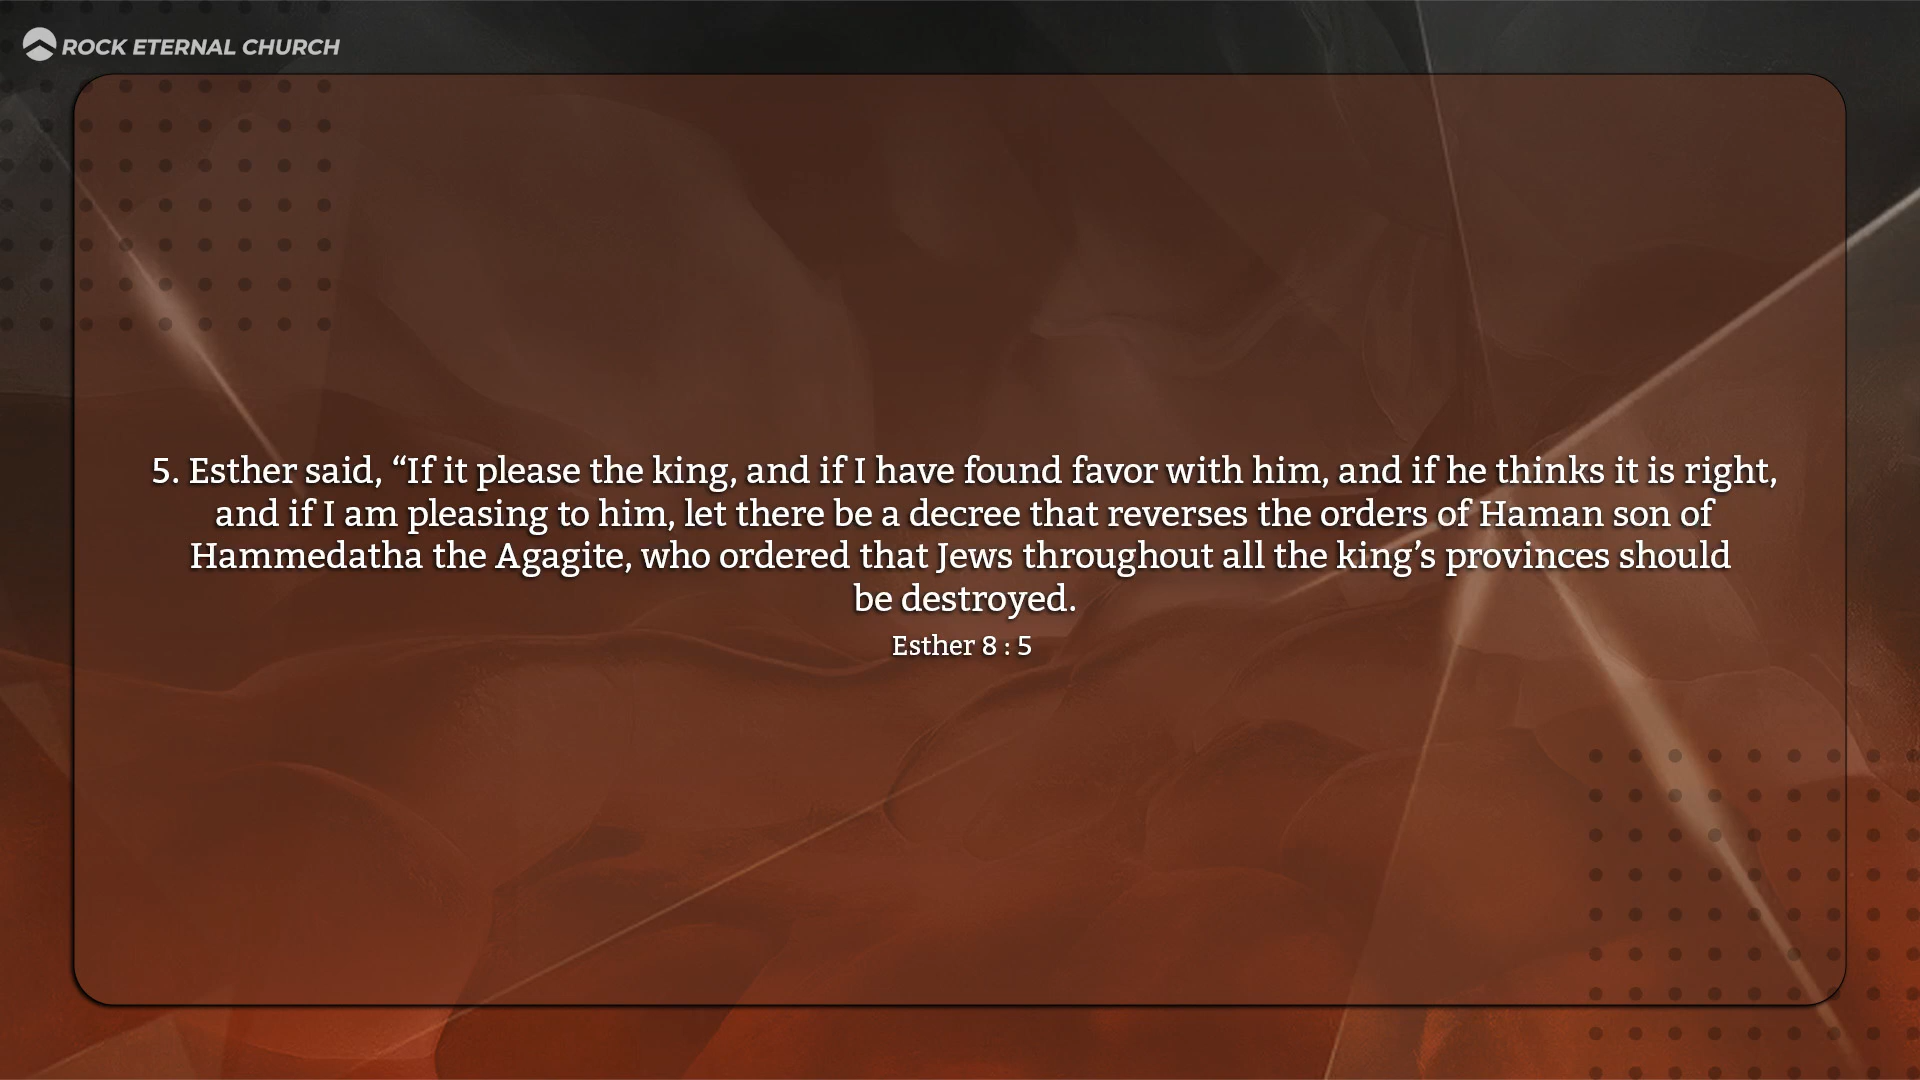 ROCK ETERNAL CHURCH
5. Esther said, “If it please the king, and if I have found favor with him, and if he thinks it is right,
and if I am pleasing to him, let there be a decree that reverses the orders of Haman son of
Hammedatha the Agagite, who ordered that Jews throughout all the king’s provinces should
be destroyed.
Esther 8 : 5